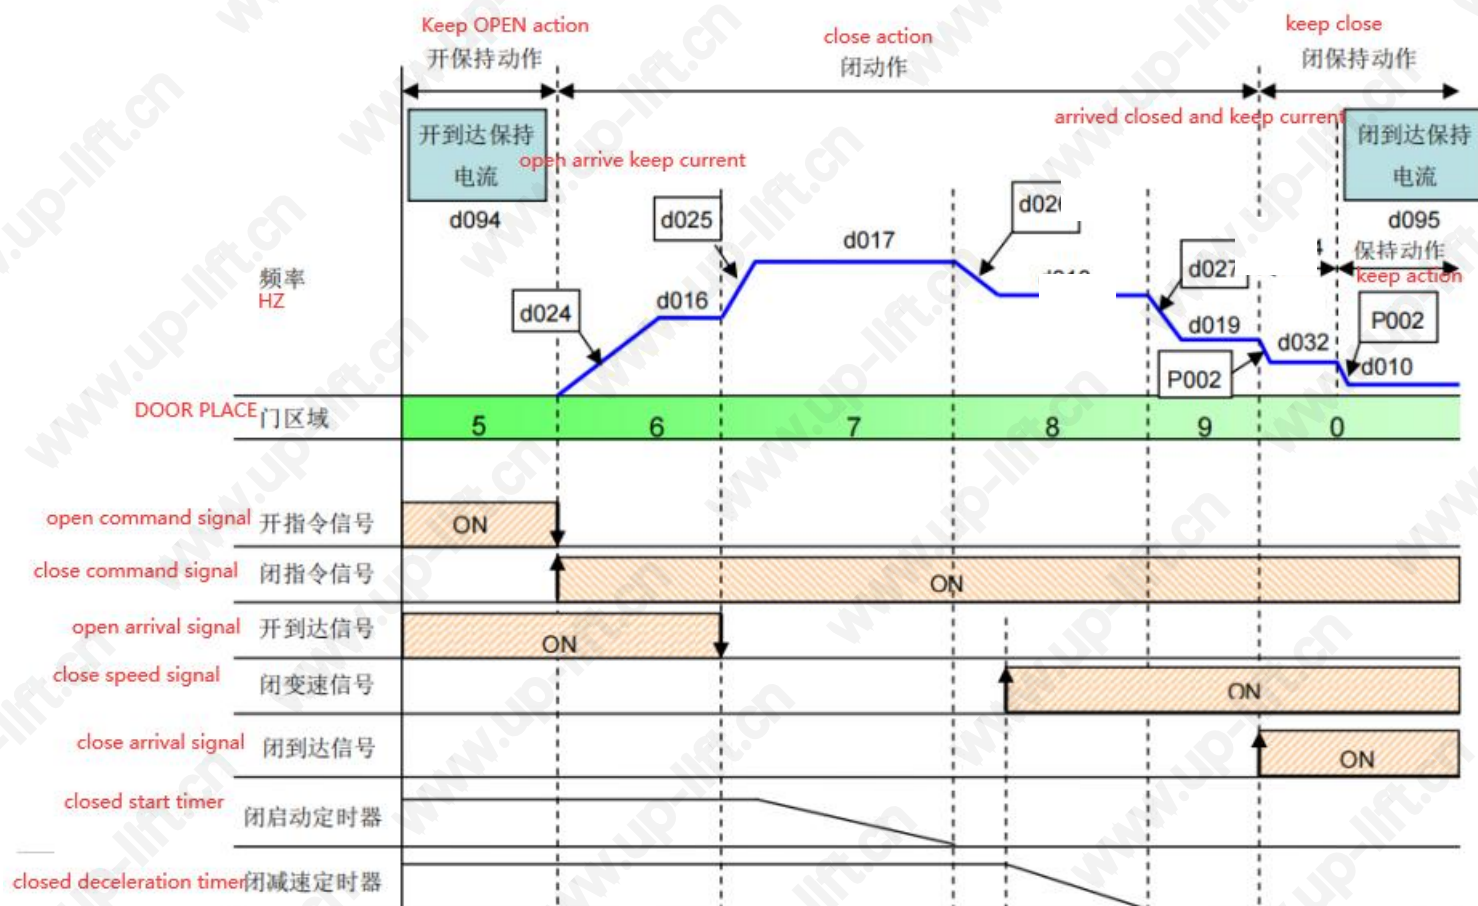 Keep OPEN action
开保持动作
close action
闭动作
keep close
闭保持动作
开到达保持
电流
open arrive keep current
d094
arrived closed and keep current
闭到达保持
电流
d095
保持动作
keep action
频率
HZ
d024
d016
d025
d017
d027
d019
P002
d032
P002
d010
DOOR PLACE
门区域
5
6
7
8
9
0
open command signal
开指令信号
ON
close command signal
闭指令信号
ON
open arrival signal
开到达信号
ON
close speed signal
闭变速信号
ON
close arrival signal
闭到达信号
ON
closed start timer
闭启动定时器
closed deceleration timer
闭减速定时器
www.up-lift.cn